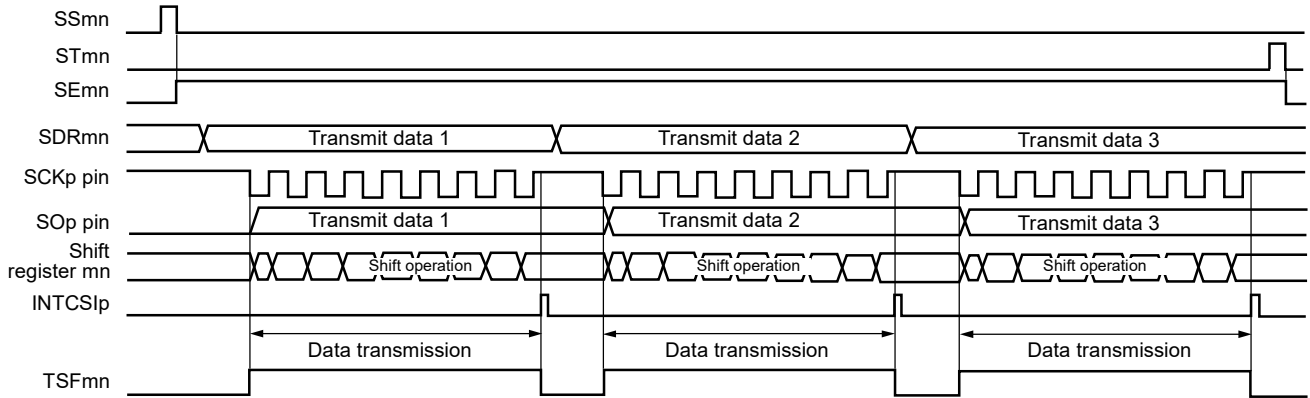 SSmn
STmn
SEmn
SDRmn Transmit data 1 Transmit data 2 Transmit data 3
SCKp pin
SOp pin Transmit data 1 Transmit data 2 Transmit data 3
Shift
register mn Shift operation Shift operation Shift operation
INTCSIp
Data transmission Data transmission Data transmission
TSFmn